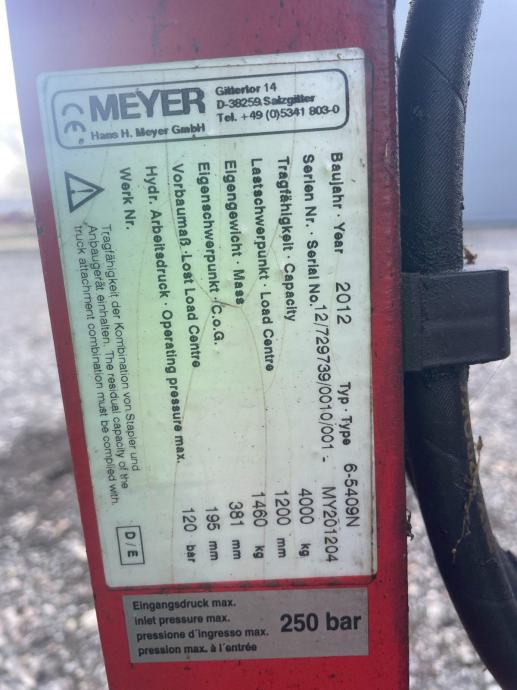 CE MEYER
Hans H. Meyer GmbH
Gittertor 14
D-38259 Salzgitter
Tel. +49 (0)5341 803-0
Baujahr · Year 2012 Typ · Type 6-5409N
Serien Nr. · Serial No. 12/729739/0010/001 - MY201204
Tragfähigkeit · Capacity 4000 kg
Lastschwerpunkt · Load Centre 1200 mm
Eigengewicht · Mass 1460 kg
Eigenschwerpunkt · C.o.G. 381 mm
Vorbaumaß · Lost Load Centre 195 mm
Hydr. Arbeitsdruck · Operating pressure max. 120 bar
Werk Nr.
Tragfähigkeit der Kombination von Stapler und
Anbaugerät einhalten. The residual capacity of the
truck attachment combination must be complied with.
D / E
Eingangsdruck max.
inlet pressure max.
pressione d'ingresso max.
pression max. à l'entrée
250 bar